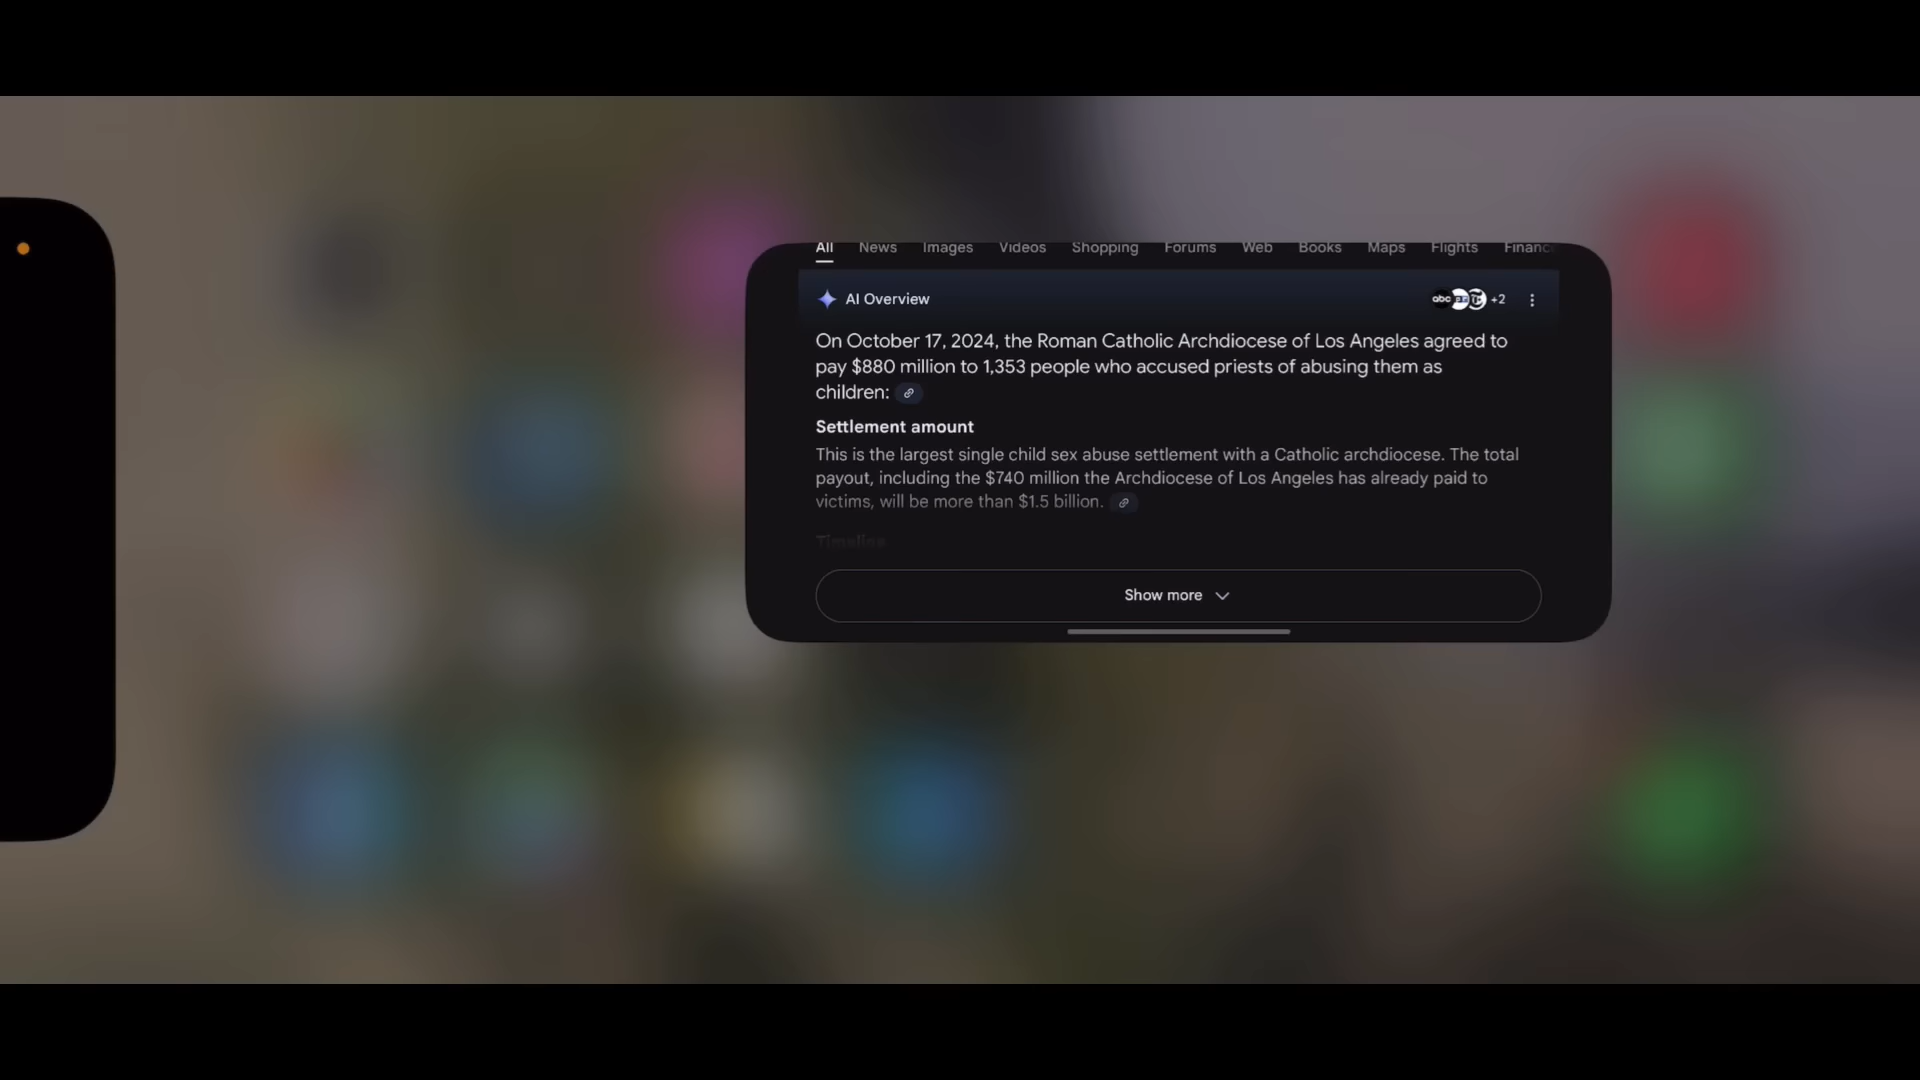 All News Images Videos Shopping Forums Web Books Maps Flights Financ
AI Overview
abc +2
On October 17, 2024, the Roman Catholic Archdiocese of Los Angeles agreed to
pay $880 million to 1,353 people who accused priests of abusing them as
children:
Settlement amount
This is the largest single child sex abuse settlement with a Catholic archdiocese. The total
payout, including the $740 million the Archdiocese of Los Angeles has already paid to
victims, will be more than $1.5 billion.
Timeline
Show more